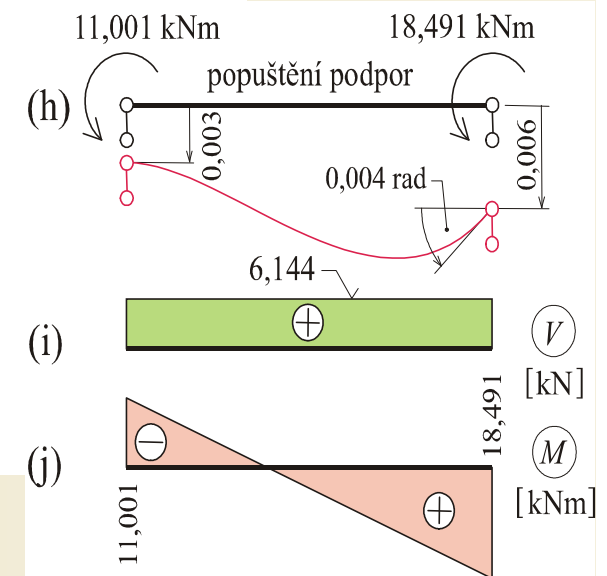 11,001 kNm
18,491 kNm
popuštění podpor
(h)
0,003
0,006
0,004 rad
6,144
+
(i)
V
[kN]
18,491
−
(j)
M
+
[kNm]
11,001